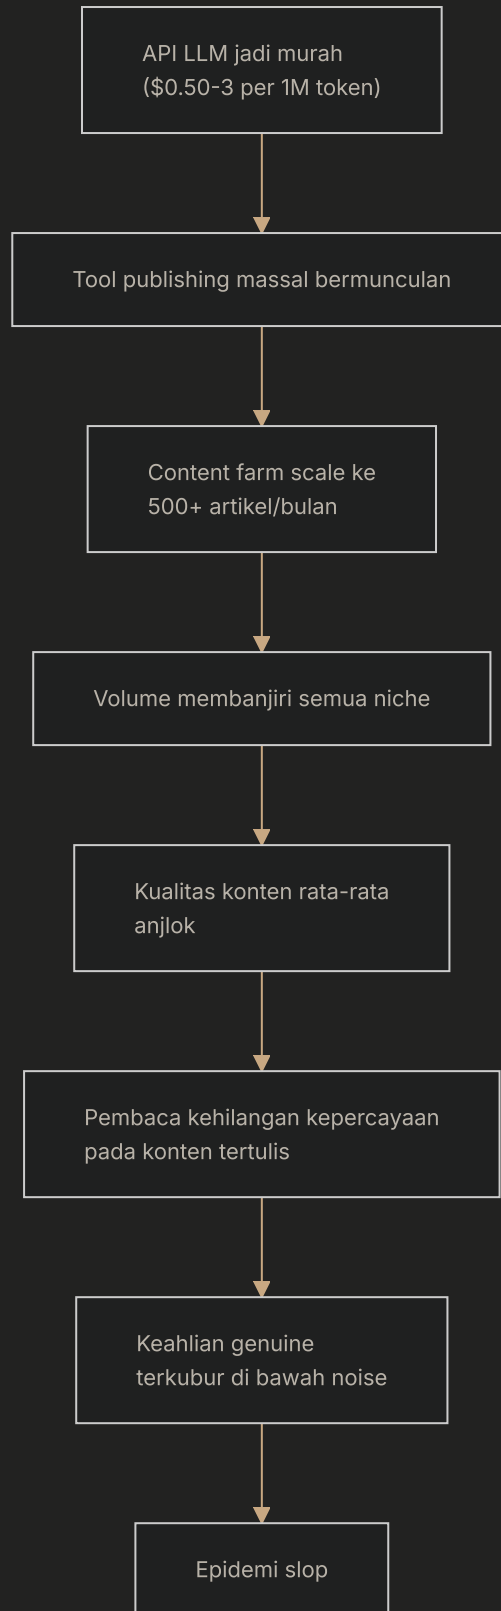 API LLM jadi murah
($0.50-3 per 1M token)
Tool publishing massal bermunculan
Content farm scale ke
500+ artikel/bulan
Volume membanjiri semua niche
Kualitas konten rata-rata
anjlok
Pembaca kehilangan kepercayaan
pada konten tertulis
Keahlian genuine
terkubur di bawah noise
Epidemi slop